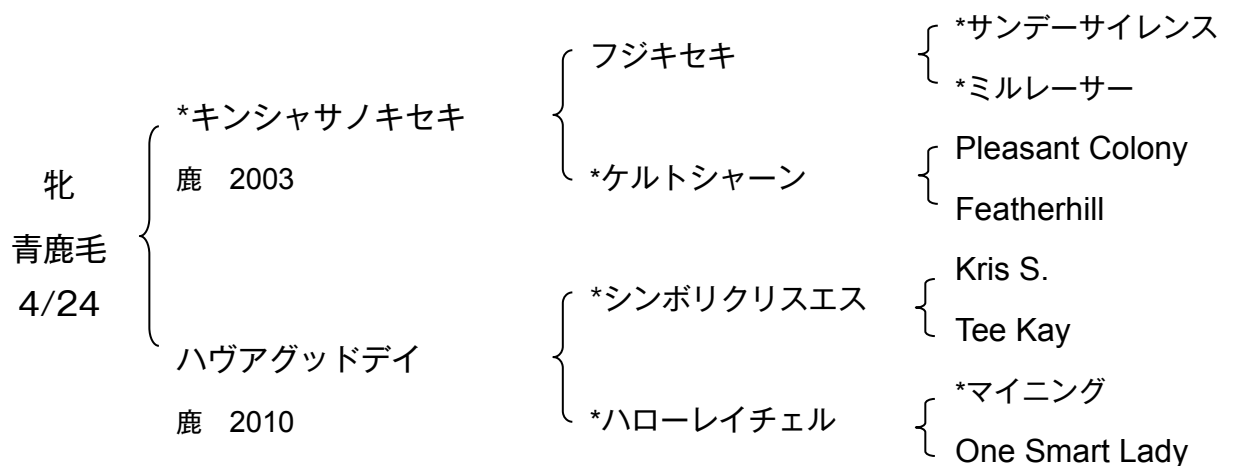 牝
青鹿毛
4/24
*キンシャサノキセキ
鹿　2003
ハヴアグッドデイ
鹿　2010
フジキセキ
*ケルトシャーン
*シンボリクリスエス
*ハローレイチェル
*サンデーサイレンス
*ミルレーサー
Pleasant Colony
Featherhill
Kris S.
Tee Kay
*マイニング
One Smart Lady